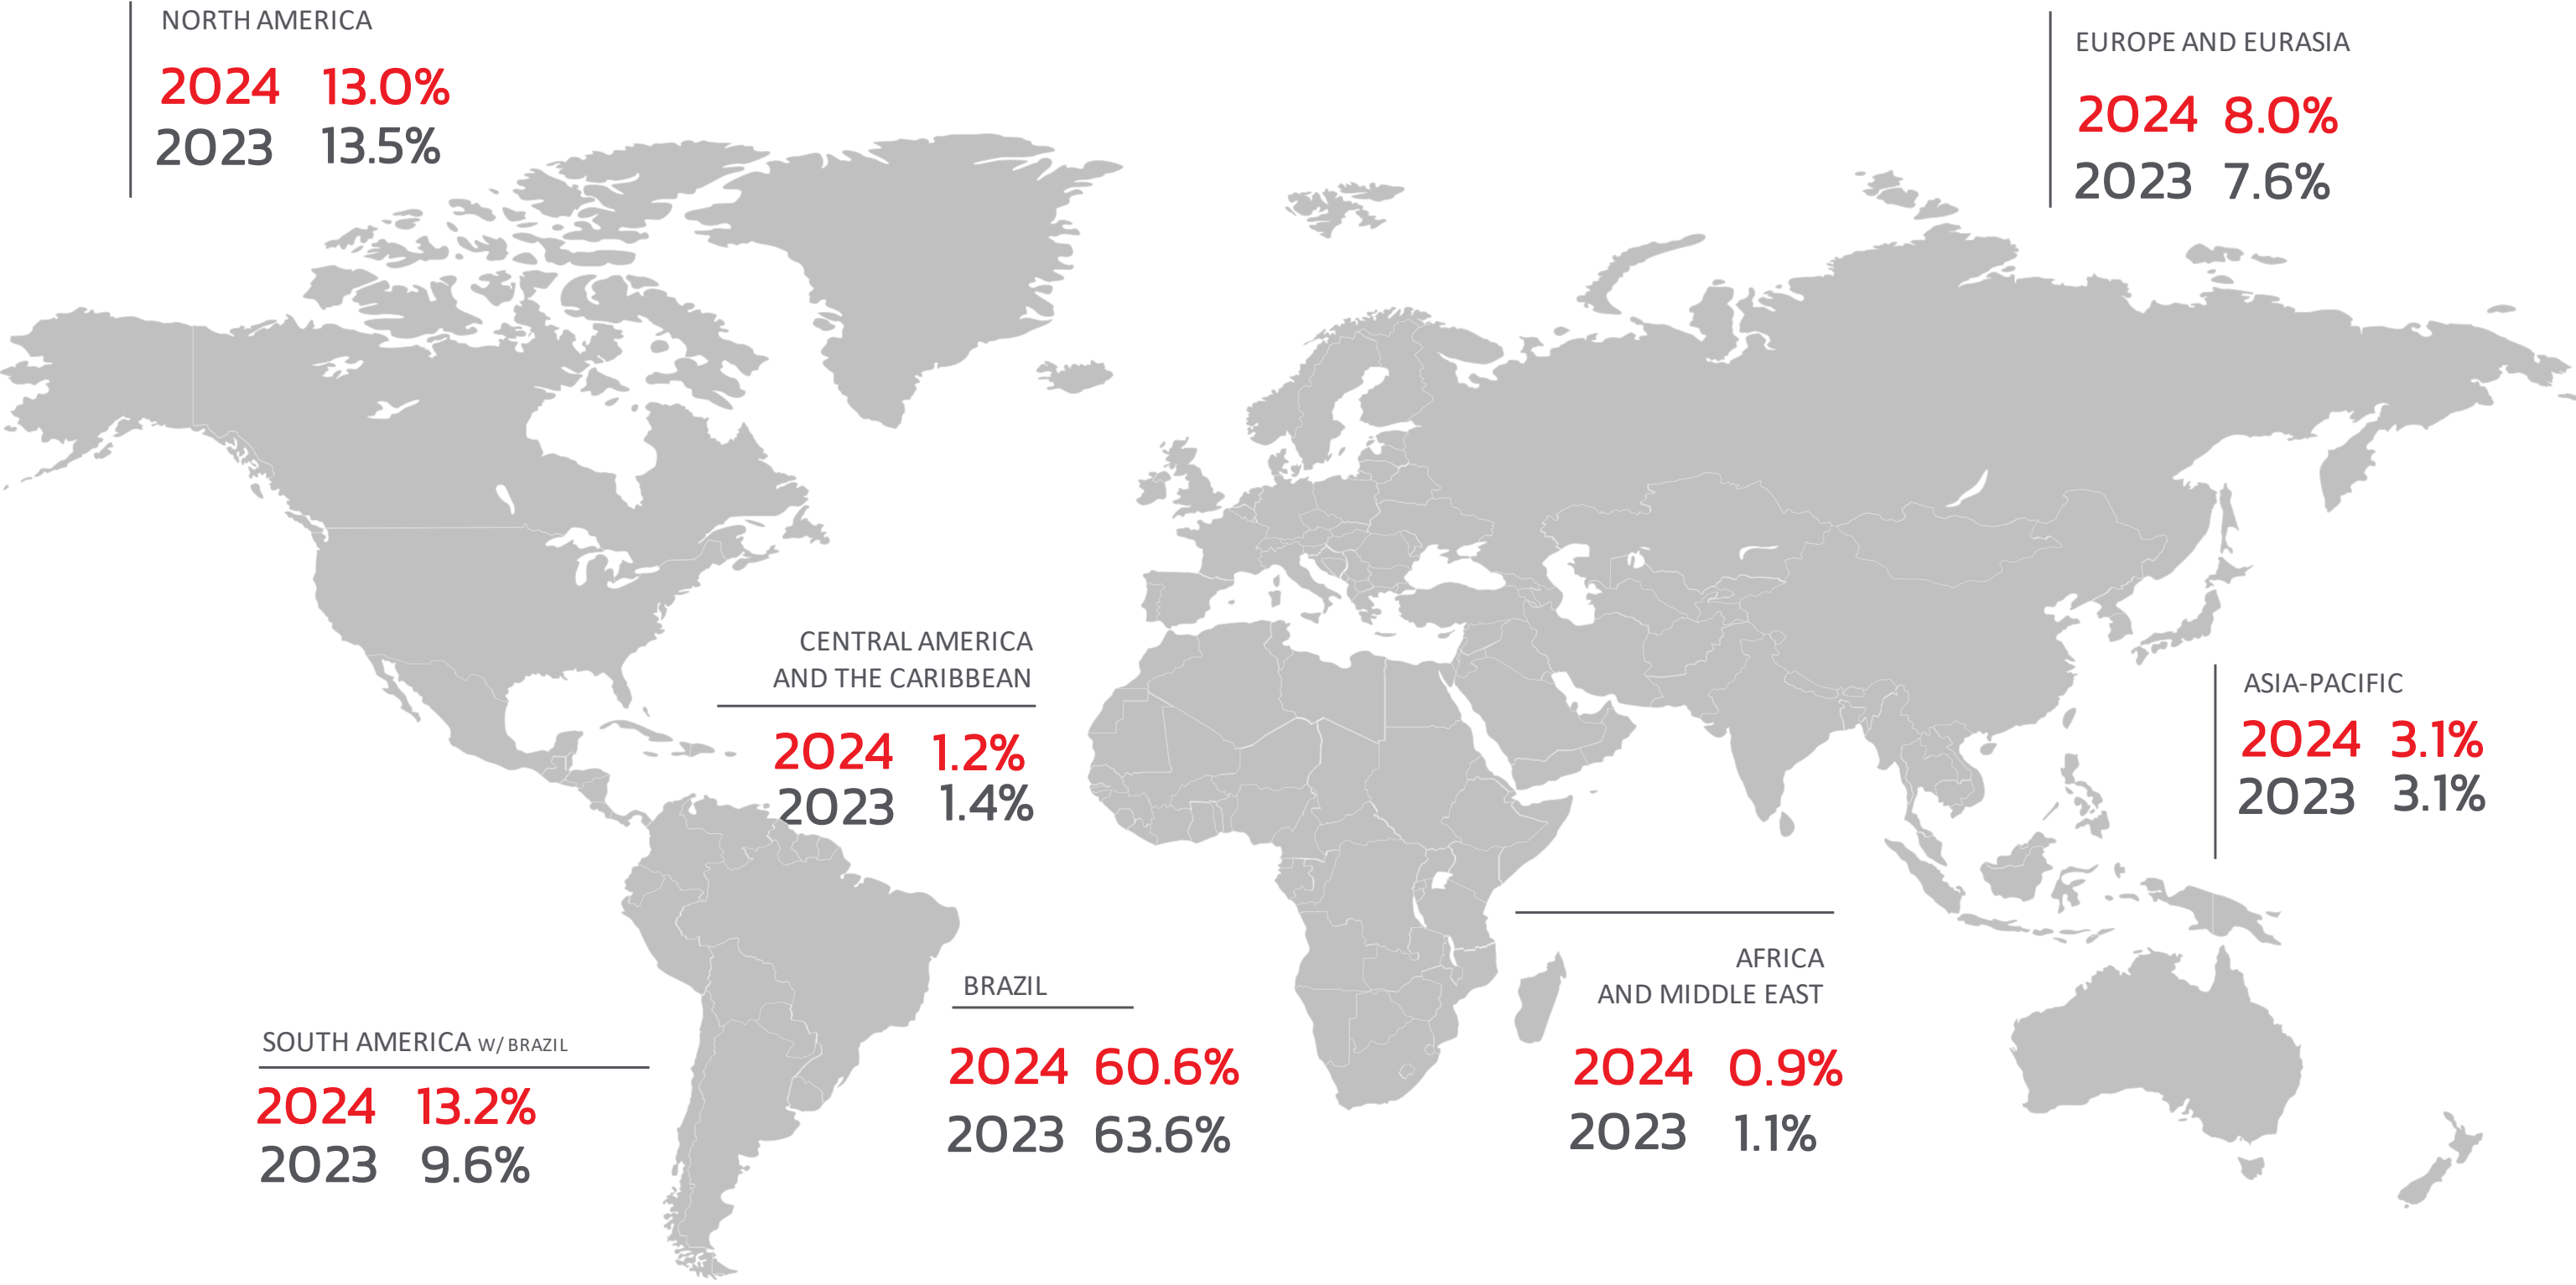 NORTH AMERICA
2024 13.0%
2023 13.5%
EUROPE AND EURASIA
2024 8.0%
2023 7.6%
CENTRAL AMERICA
AND THE CARIBBEAN
2024 1.2%
2023 1.4%
ASIA-PACIFIC
2024 3.1%
2023 3.1%
SOUTH AMERICA W/ BRAZIL
2024 13.2%
2023 9.6%
BRAZIL
2024 60.6%
2023 63.6%
AFRICA
AND MIDDLE EAST
2024 0.9%
2023 1.1%